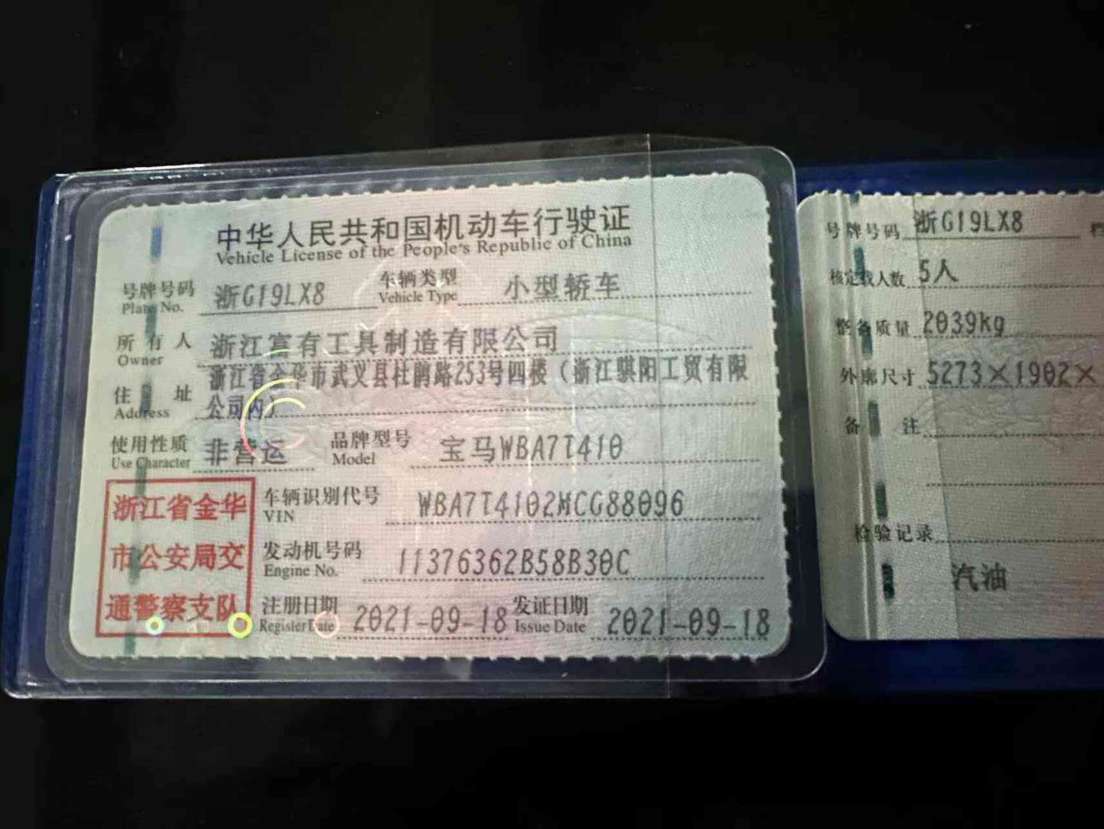 中华人民共和国机动车行驶证
Vehicle License of the People's Republic of China
号牌号码 浙G19LX8 车辆类型 小型轿车
Plate No. Vehicle Type
所有人 浙江富有工具制造有限公司
Owner
住址 浙江省金华市武义县杜鹃路253号四楼（浙江骐阳工贸有限
Address 公司内）
使用性质 非营运 品牌型号 宝马WBA7T410
Use Character Model
浙江省金华
市公安局交
通警察支队
车辆识别代号 WBA7T4102MCG88096
VIN
发动机号码 11376362B58B30C
Engine No.
注册日期 2021-09-18 发证日期 2021-09-18
Register Date Issue Date
号牌号码 浙G19LX8
核定载人数 5人
整备质量 2039kg
外廓尺寸 5273×1902×
备注
检验记录
汽油